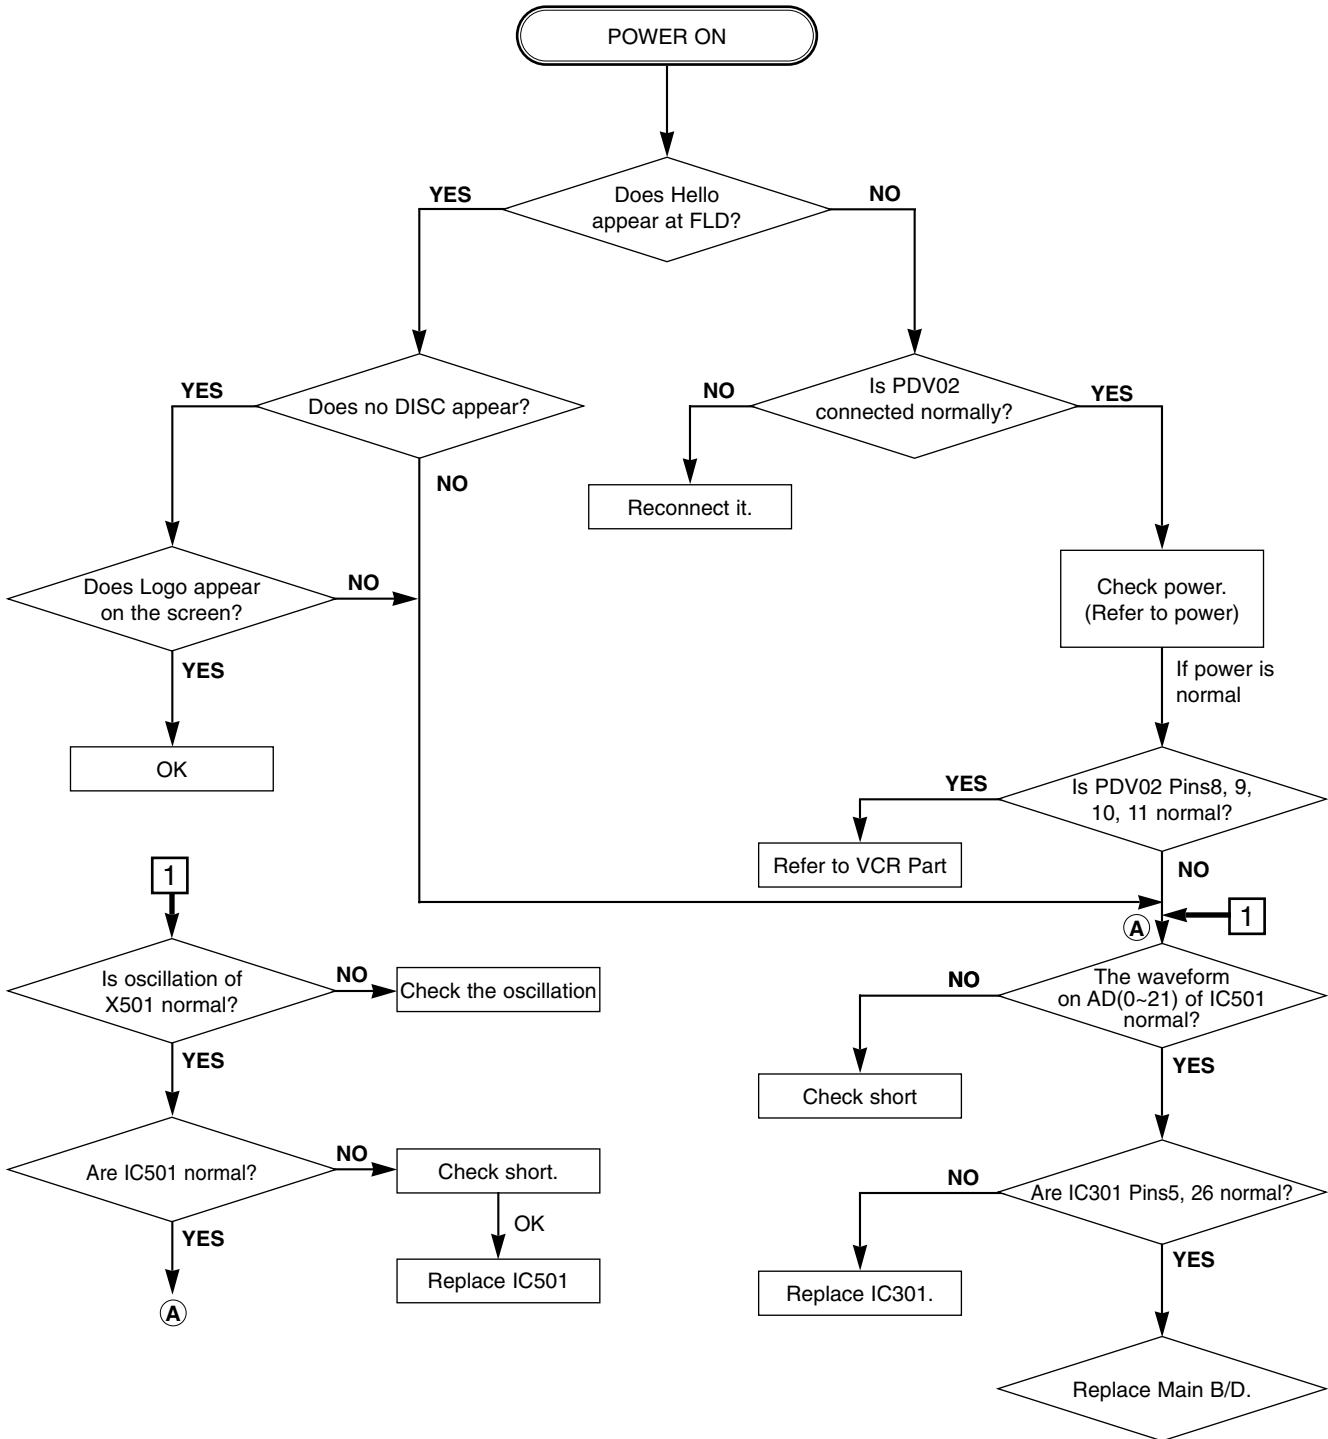 POWER ON
Does Hello
appear at FLD?
YES
NO
Does no DISC appear?
YES
NO
Is PDV02
connected normally?
NO
YES
Reconnect it.
Does Logo appear
on the screen?
NO
YES
OK
Check power.
(Refer to power)
If power is
normal
Is PDV02 Pins8, 9,
10, 11 normal?
YES
NO
Refer to VCR Part
1
A
The waveform
on AD(0~21) of IC501
normal?
NO
YES
Check short
Are IC301 Pins5, 26 normal?
NO
YES
Replace IC301.
Replace Main B/D.
1
Is oscillation of
X501 normal?
NO
Check the oscillation
YES
Are IC501 normal?
NO
Check short.
OK
Replace IC501
YES
A